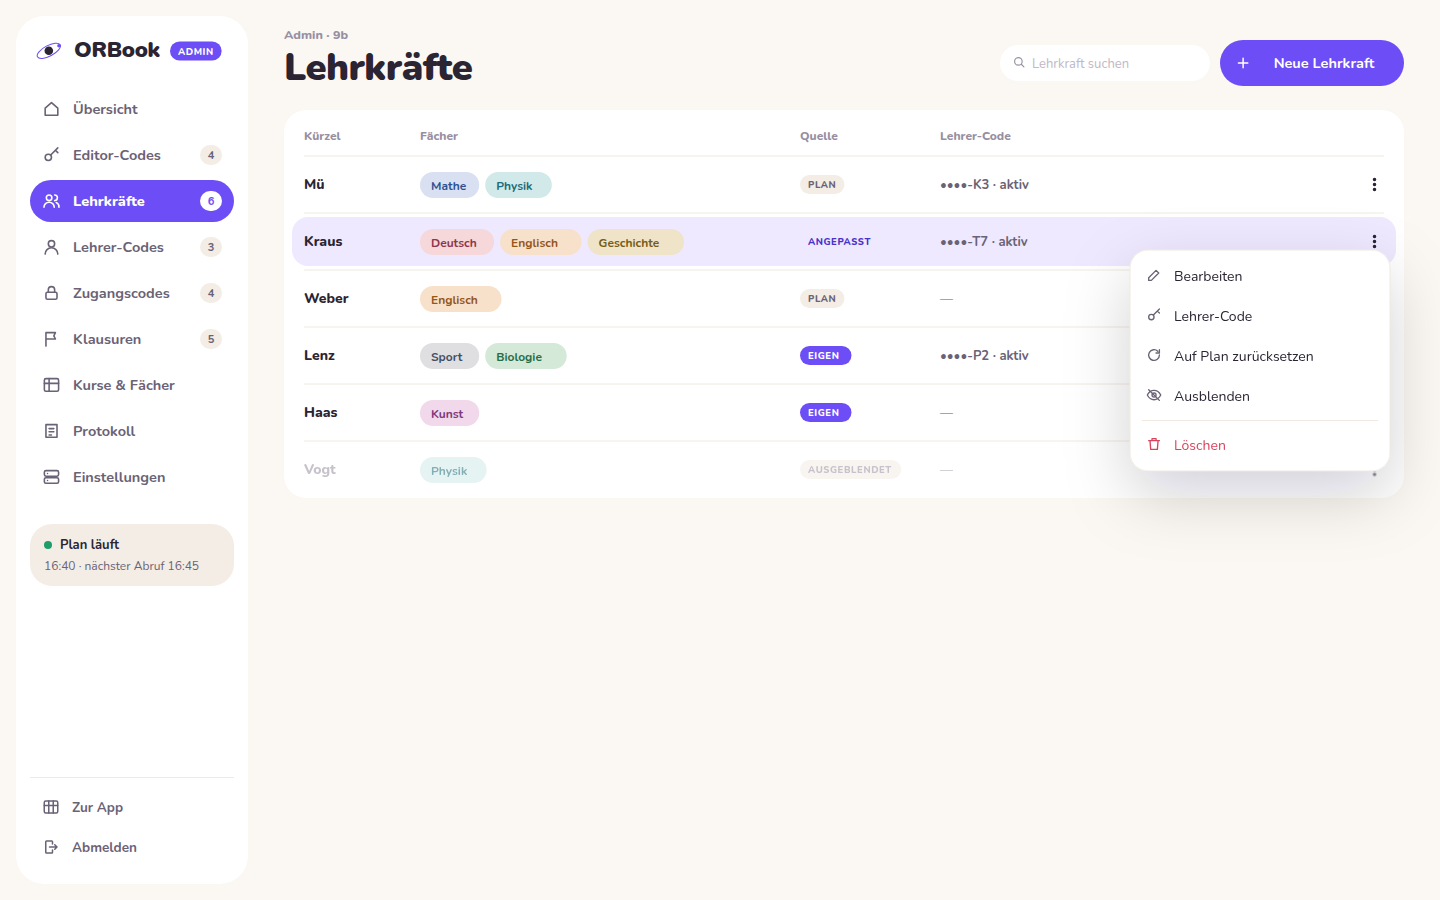 ORBook ADMIN
Übersicht
Editor-Codes 4
Lehrkräfte 6
Lehrer-Codes 3
Zugangscodes 4
Klausuren 5
Kurse & Fächer
Protokoll
Einstellungen
Plan läuft
16:40 · nächster Abruf 16:45
Zur App
Abmelden
Admin · 9b
Lehrkräfte
Lehrkraft suchen
+ Neue Lehrkraft
Kürzel Fächer Quelle Lehrer-Code
Mü Mathe Physik PLAN ••••-K3 · aktiv
Kraus Deutsch Englisch Geschichte ANGEPASST ••••-T7 · aktiv
Weber Englisch PLAN —
Lenz Sport Biologie EIGEN ••••-P2 · aktiv
Haas Kunst EIGEN —
Vogt Physik AUSGEBLENDET —
Bearbeiten
Lehrer-Code
Auf Plan zurücksetzen
Ausblenden
Löschen